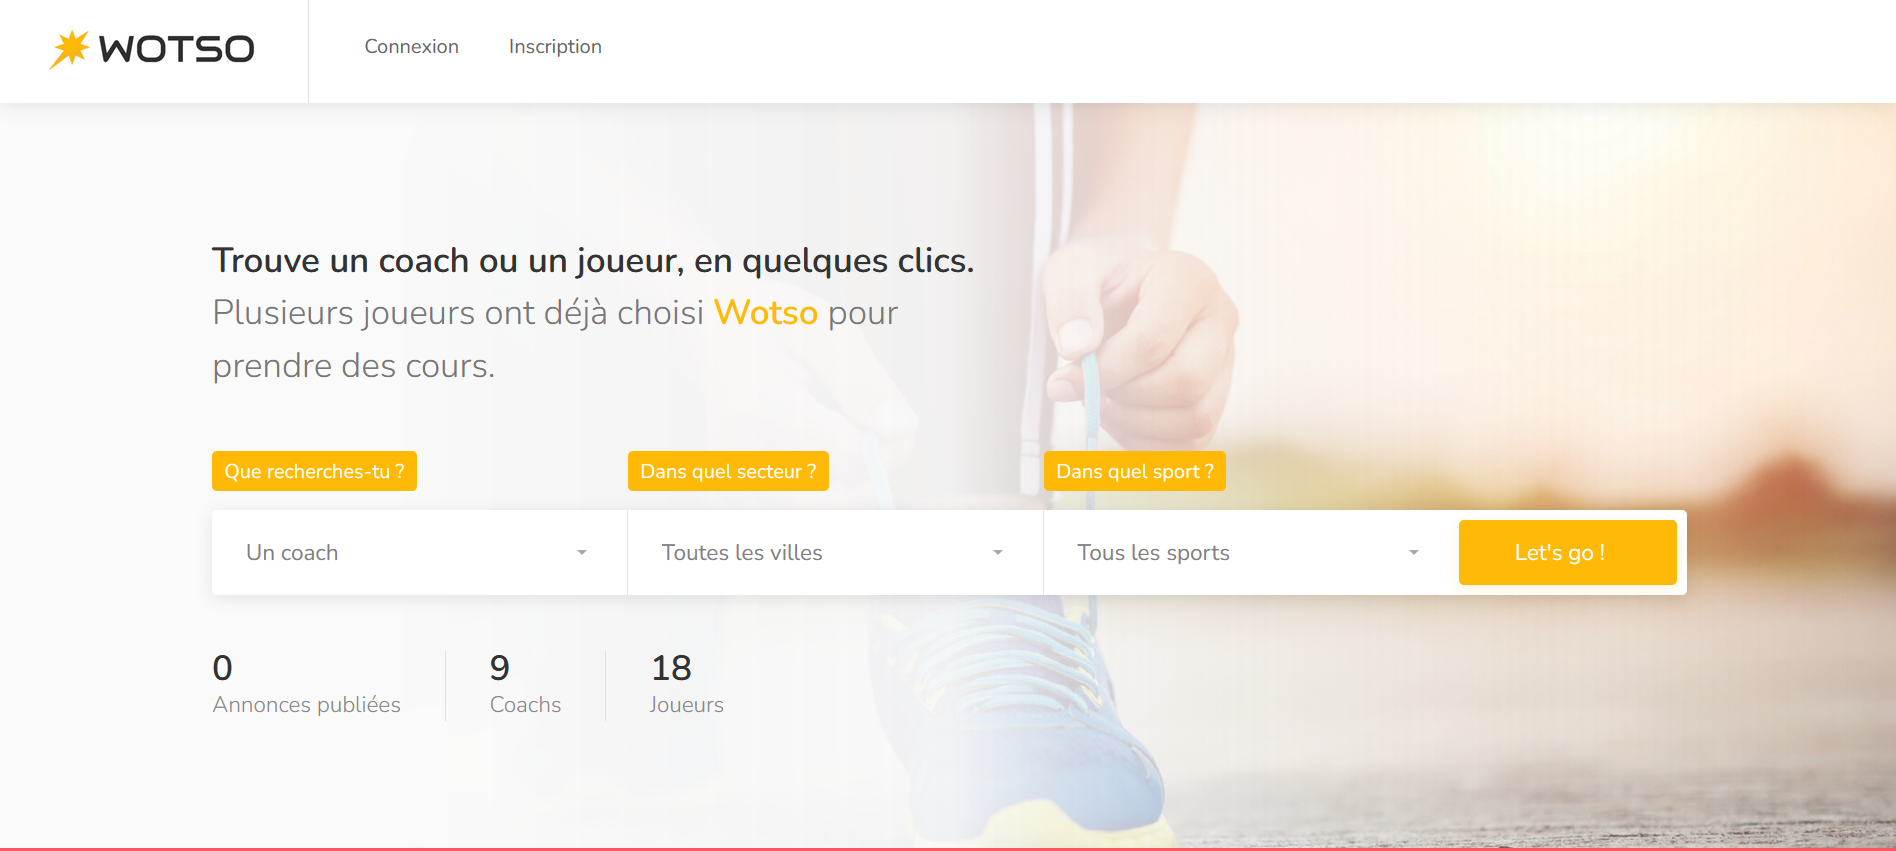 WOTSO
Connexion
Inscription
Trouve un coach ou un joueur, en quelques clics.
Plusieurs joueurs ont déjà choisi Wotso pour
prendre des cours.
Que recherches-tu ?
Dans quel secteur ?
Dans quel sport ?
Un coach
Toutes les villes
Tous les sports
Let's go !
0
Annonces publiées
9
Coachs
18
Joueurs